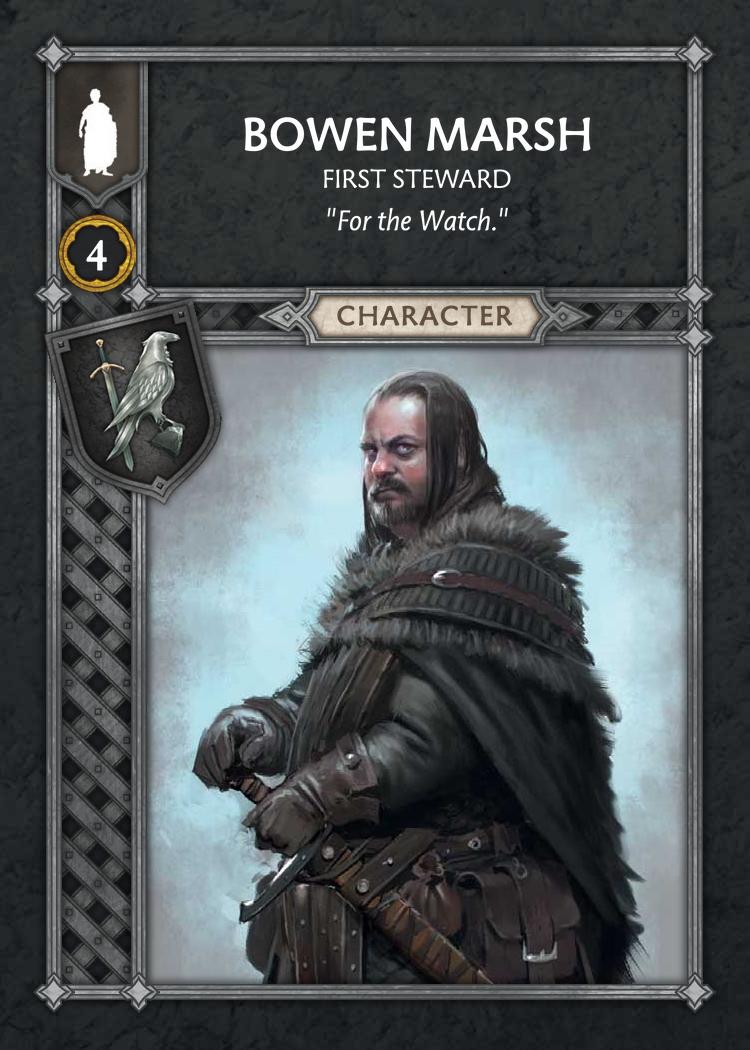 BOWEN MARSH
FIRST STEWARD
"For the Watch."
4
CHARACTER